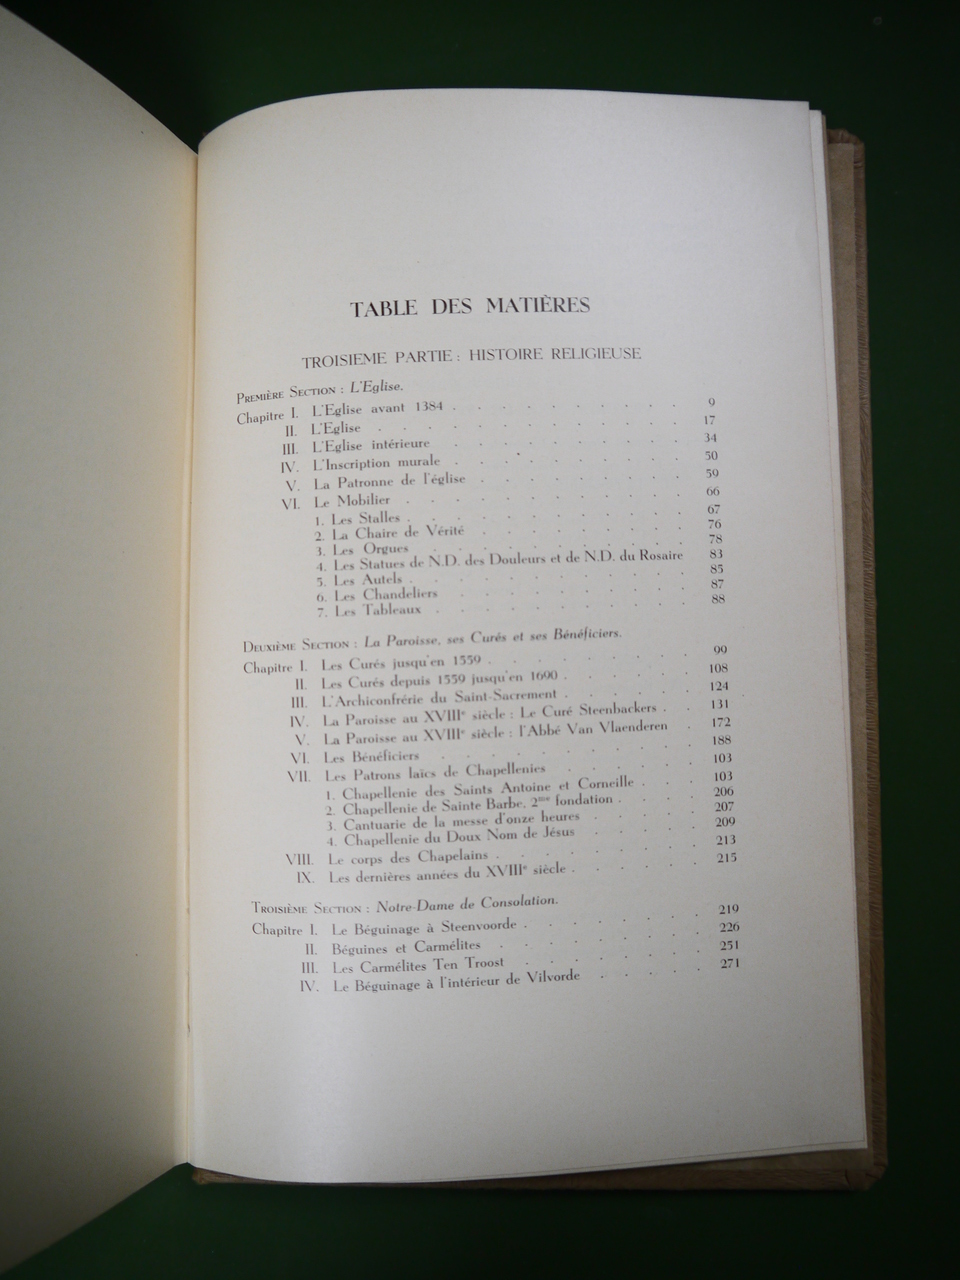 TABLE DES MATIÈRES
TROISIEME PARTIE : HISTOIRE RELIGIEUSE
PREMIÈRE SECTION : L'Eglise.
Chapitre I. L'Eglise avant 1384 . . . . . . . . . 9
II. L'Eglise . . . . . . . . . . . 17
III. L'Eglise intérieure . . . . . . . . . 34
IV. L'Inscription murale . . . . . . . . . 50
V. La Patronne de l'église . . . . . . . . 59
VI. Le Mobilier . . . . . . . . . . 66
1. Les Stalles . . . . . . . . . . 67
2. La Chaire de Vérité . . . . . . . . 76
3. Les Orgues . . . . . . . . . . 78
4. Les Statues de N.D. des Douleurs et de N.D. du Rosaire 83
5. Les Autels . . . . . . . . . . 85
6. Les Chandeliers . . . . . . . . . 87
7. Les Tableaux . . . . . . . . . 88
DEUXIÈME SECTION : La Paroisse, ses Curés et ses Bénéficiers.
Chapitre I. Les Curés jusqu'en 1559 . . . . . . . 99
II. Les Curés depuis 1559 jusqu'en 1690 . . . . . 108
III. L'Archiconfrérie du Saint-Sacrement . . . . . 124
IV. La Paroisse au XVIIIe siècle : Le Curé Steenbackers . . 131
V. La Paroisse au XVIIIe siècle : l'Abbé Van Vlaenderen . 172
VI. Les Bénéficiers . . . . . . . . . 188
VII. Les Patrons laïcs de Chapellenies . . . . . 103
1. Chapellenie des Saints Antoine et Corneille . . . 103
2. Chapellenie de Sainte Barbe, 2me fondation . . . 206
3. Cantuarie de la messe d'onze heures . . . . 207
4. Chapellenie du Doux Nom de Jésus . . . . 209
VIII. Le corps des Chapelains . . . . . . . 213
IX. Les dernières années du XVIIIe siècle . . . . . 215
TROISIÈME SECTION : Notre-Dame de Consolation.
Chapitre I. Le Béguinage à Steenvoorde . . . . . . 219
II. Béguines et Carmélites . . . . . . . 226
III. Les Carmélites Ten Troost . . . . . . 251
IV. Le Béguinage à l'intérieur de Vilvorde . . . . 271